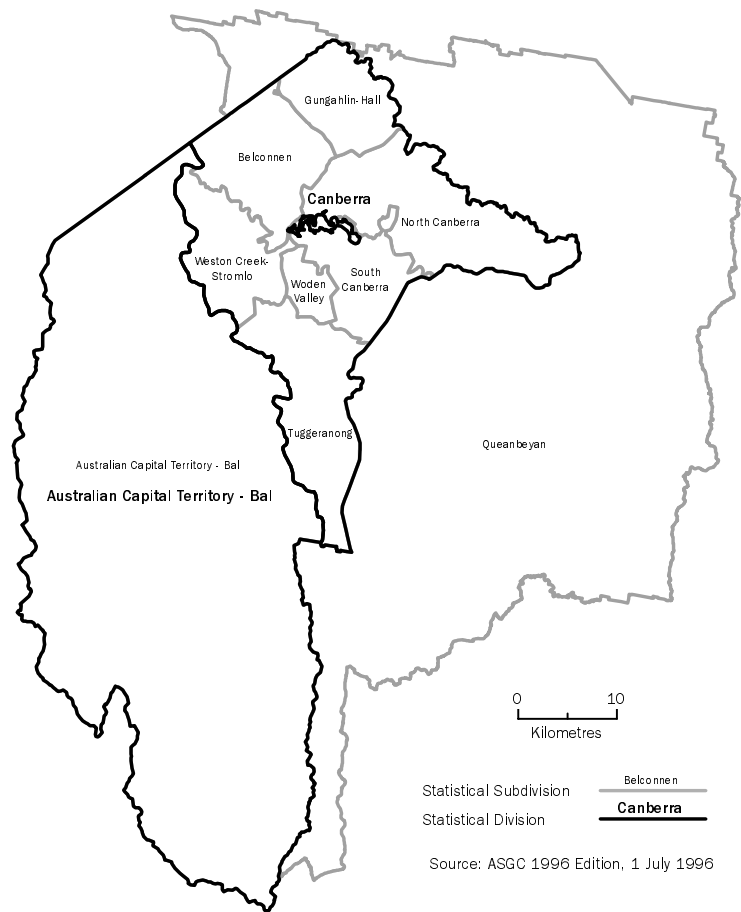 Gungahlin-Hall
Belconnen
Canberra
North Canberra
Weston Creek-
Stromlo
South
Canberra
Woden
Valley
Tuggeranong
Queanbeyan
Australian Capital Territory - Bal
Australian Capital Territory - Bal
0 10
Kilometres
Statistical Subdivision Belconnen
Statistical Division Canberra
Source: ASGC 1996 Edition, 1 July 1996